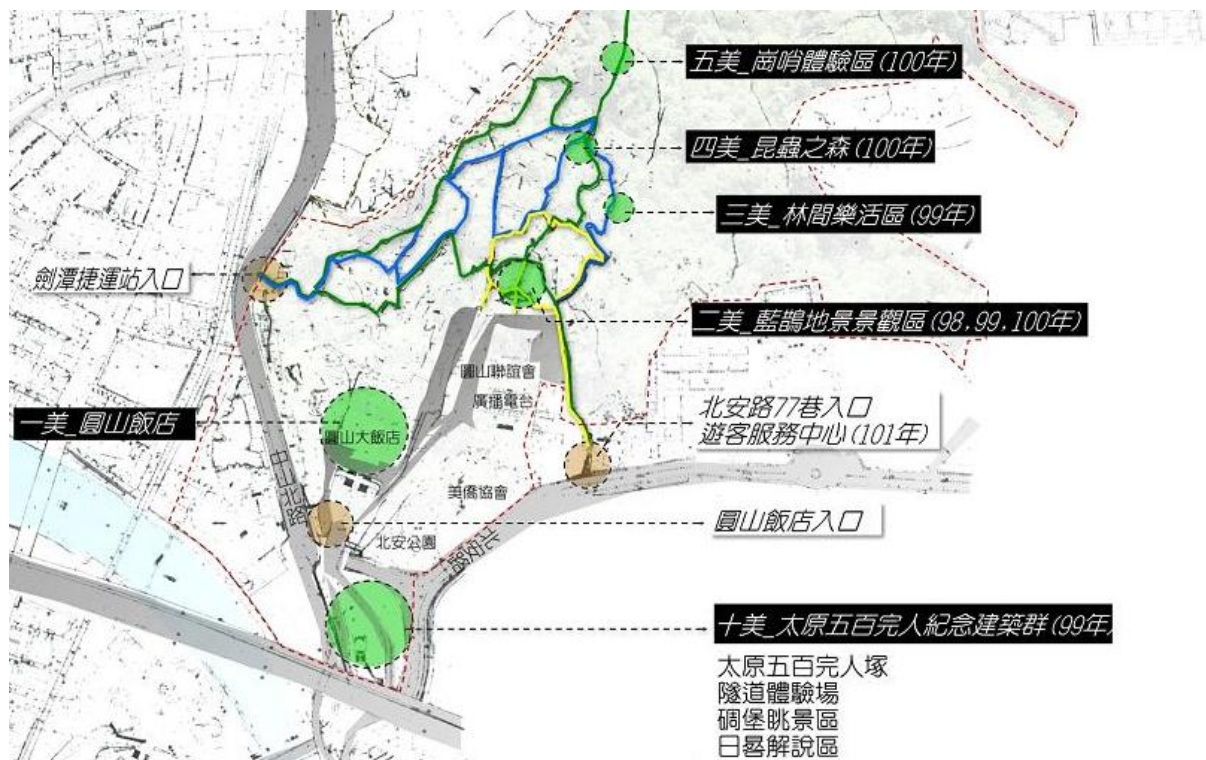 五美_崗哨體驗區(100年)
四美_昆蟲之森(100年)
三美_林間樂活區(99年)
劍潭捷運站入口
二美_藍鵲地景景觀區(98,99,100年)
圓山聯誼會
廣播電台
北安路77巷入口
遊客服務中心(101年)
一美_圓山飯店
圓山大飯店
中山北路
美僑協會
圓山飯店入口
北安公園
北安路
十美_太原五百完人紀念建築群(99年
太原五百完人塚
隧道體驗場
碉堡眺景區
日晷解說區